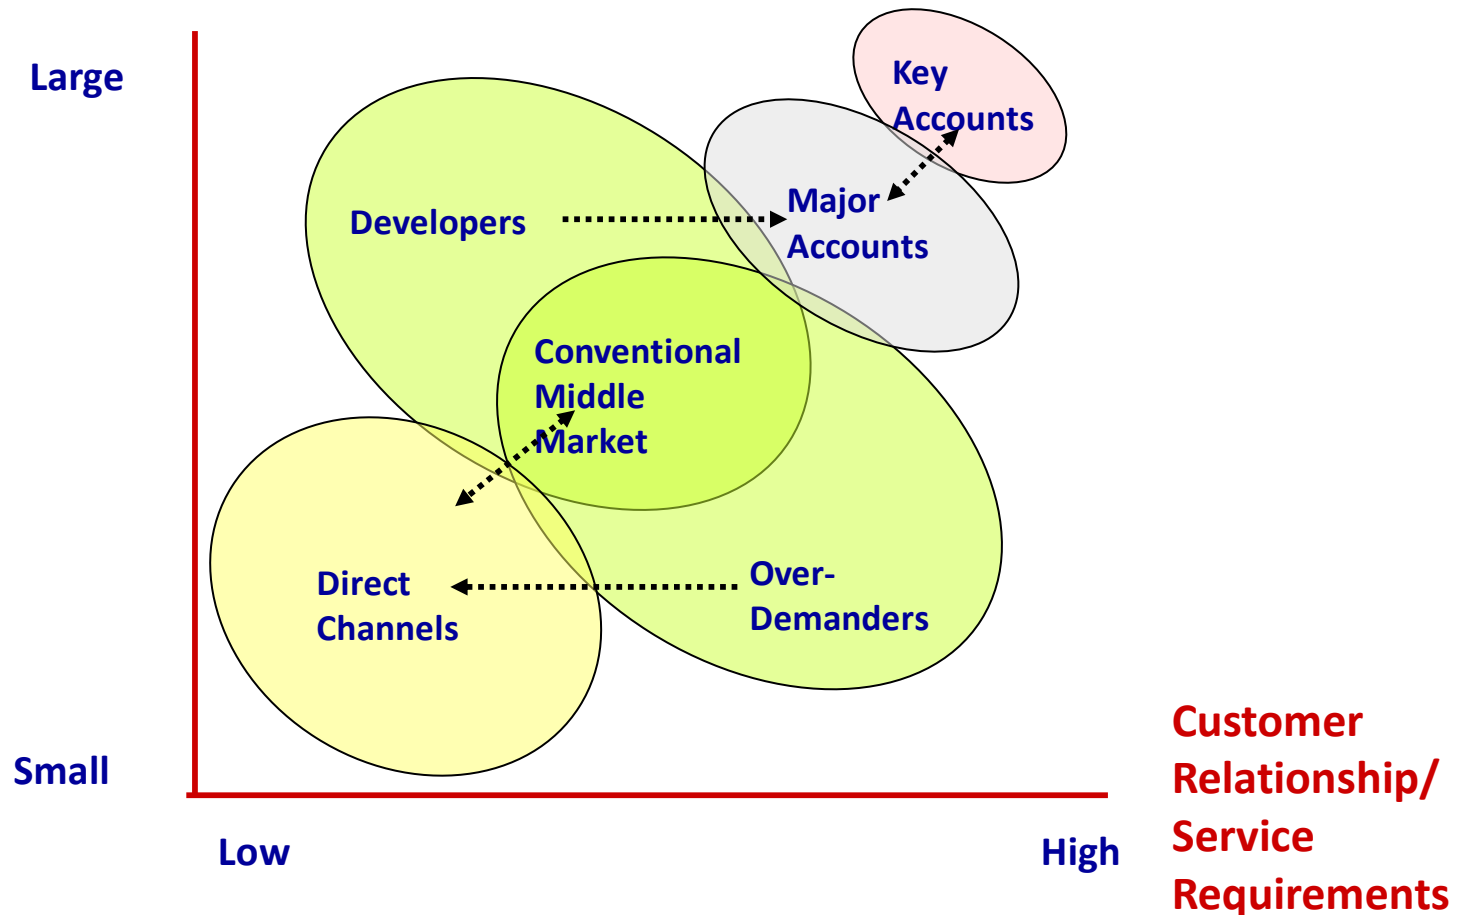 Large
Key
Accounts
Major
Accounts
Developers
Conventional
Middle
Market
Direct
Channels
Over-
Demanders
Small
Low
High
Customer
Relationship/
Service
Requirements